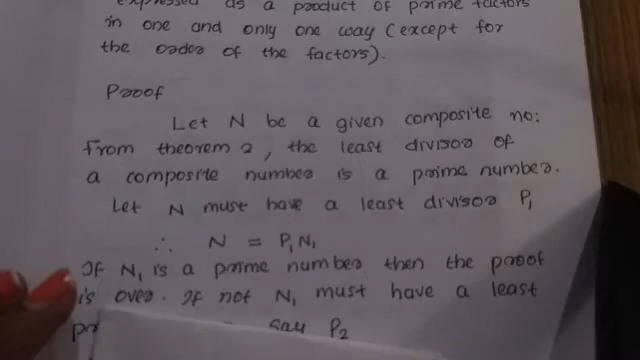 expressed as a product of prime factors
in one and only one way (except for
the order of the factors).
Proof
Let N be a given composite no:
From theorem 2, the least divisor of
a composite number is a prime number.
Let N must have a least divisor P₁
∴ N = P₁N₁
If N₁ is a prime number then the proof
is over. If not N₁ must have a least
say P₂